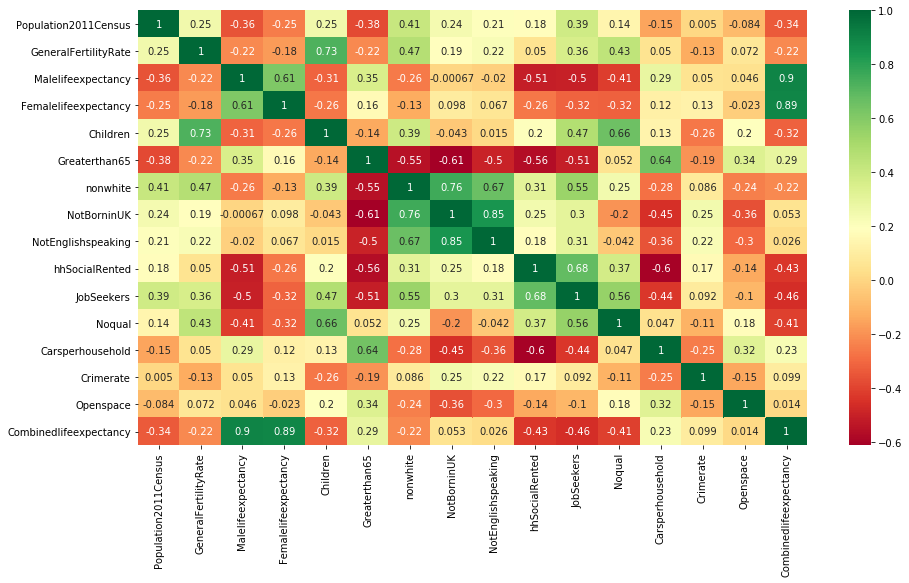 Population2011Census 1 0.25 -0.36 -0.25 0.25 -0.38 0.41 0.24 0.21 0.18 0.39 0.14 -0.15 0.005 -0.084 -0.34
GeneralFertilityRate 0.25 1 -0.22 -0.18 0.73 -0.22 0.47 0.19 0.22 0.05 0.36 0.43 0.05 -0.13 0.072 -0.22
Malelifeexpectancy -0.36 -0.22 1 0.61 -0.31 0.35 -0.26 -0.00067 -0.02 -0.51 -0.5 -0.41 0.29 0.05 0.046 0.9
Femalelifeexpectancy -0.25 -0.18 0.61 1 -0.26 0.16 -0.13 0.098 0.067 -0.26 -0.32 -0.32 0.12 0.13 -0.023 0.89
Children 0.25 0.73 -0.31 -0.26 1 -0.14 0.39 -0.043 0.015 0.2 0.47 0.66 0.13 -0.26 0.2 -0.32
Greaterthan65 -0.38 -0.22 0.35 0.16 -0.14 1 -0.55 -0.61 -0.5 -0.56 -0.51 0.052 0.64 -0.19 0.34 0.29
nonwhite 0.41 0.47 -0.26 -0.13 0.39 -0.55 1 0.76 0.67 0.31 0.55 0.25 -0.28 0.086 -0.24 -0.22
NotBorninUK 0.24 0.19 -0.00067 0.098 -0.043 -0.61 0.76 1 0.85 0.25 0.3 -0.2 -0.45 0.25 -0.36 0.053
NotEnglishspeaking 0.21 0.22 -0.02 0.067 0.015 -0.5 0.67 0.85 1 0.18 0.31 -0.042 -0.36 0.22 -0.3 0.026
hhSocialRented 0.18 0.05 -0.51 -0.26 0.2 -0.56 0.31 0.25 0.18 1 0.68 0.37 -0.6 0.17 -0.14 -0.43
JobSeekers 0.39 0.36 -0.5 -0.32 0.47 -0.51 0.55 0.3 0.31 0.68 1 0.56 -0.44 0.092 -0.1 -0.46
Noqual 0.14 0.43 -0.41 -0.32 0.66 0.052 0.25 -0.2 -0.042 0.37 0.56 1 0.047 -0.11 0.18 -0.41
Carsperhousehold -0.15 0.05 0.29 0.12 0.13 0.64 -0.28 -0.45 -0.36 -0.6 -0.44 0.047 1 -0.25 0.32 0.23
Crimerate 0.005 -0.13 0.05 0.13 -0.26 -0.19 0.086 0.25 0.22 0.17 0.092 -0.11 -0.25 1 -0.15 0.099
Openspace -0.084 0.072 0.046 -0.023 0.2 0.34 -0.24 -0.36 -0.3 -0.14 -0.1 0.18 0.32 -0.15 1 0.014
Combinedlifeexpectancy -0.34 -0.22 0.9 0.89 -0.32 0.29 -0.22 0.053 0.026 -0.43 -0.46 -0.41 0.23 0.099 0.014 1
Population2011Census
GeneralFertilityRate
Malelifeexpectancy
Femalelifeexpectancy
Children
Greaterthan65
nonwhite
NotBorninUK
NotEnglishspeaking
hhSocialRented
JobSeekers
Noqual
Carsperhousehold
Crimerate
Openspace
Combinedlifeexpectancy
1.0
0.8
0.6
0.4
0.2
0.0
-0.2
-0.4
-0.6